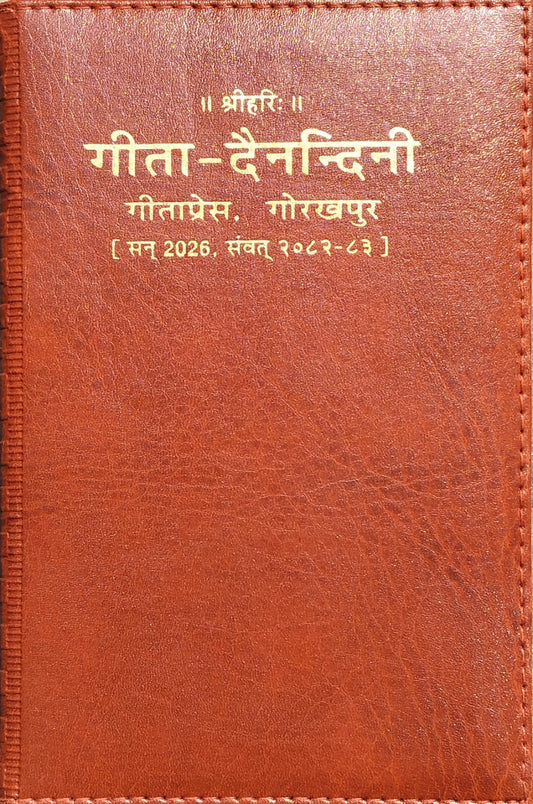 ॥ श्रीहरिः ॥
गीता-दैनन्दिनी
गीताप्रेस, गोरखपुर
[ सन् 2026, संवत् २०८२-८३ ]